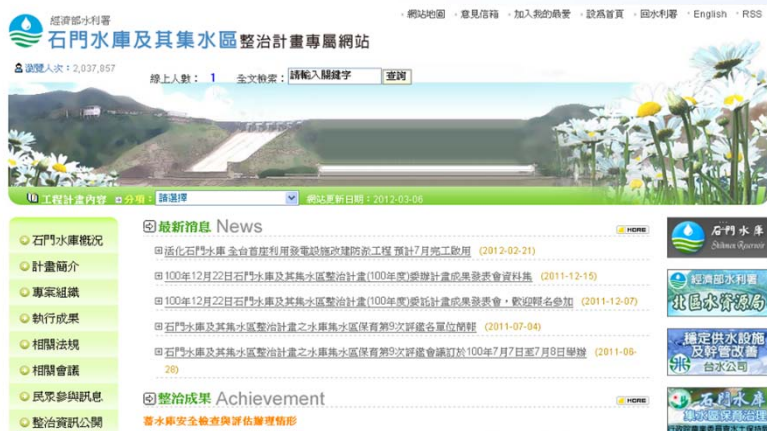 網站地圖 意見信箱 加入我的最愛 設為首頁 回水利署 English RSS
經濟部水利署
石門水庫及其集水區整治計畫專屬網站
瀏覽人次：2,037,857
線上人數： 1 全文檢索：請輸入關鍵字 查詢
工程計畫內容 分項：請選擇 網站更新日期：2012-03-06
石門水庫概況
計畫簡介
專案組織
執行成果
相關法規
相關會議
民眾參與訊息
整治資訊公開
最新消息 News MORE
活化石門水庫 全台首座利用發電設施改建防淤工程 預計7月完工啟用 (2012-02-21)
100年12月22日石門水庫及其集水區整治計畫(100年度)委辦計畫成果發表會資料集 (2011-12-15)
100年12月22日石門水庫及其集水區整治計畫(100年度)委託計畫成果發表會，歡迎報名參加 (2011-12-07)
石門水庫及其集水區整治計畫之水庫集水區保育第9次評鑑各單位簡報 (2011-07-04)
石門水庫及其集水區整治計畫之水庫集水區保育第9次評鑑會議訂於100年7月7日至7月8日舉辦 (2011-06-
28)
整治成果 Achievement MORE
蓄水庫安全檢查與評估辦理情形
石門水庫
Shihmen Reservoir
經濟部水利署
北區水資源局
穩定供水設施
及幹管改善
台水公司
石門水庫
集水區保育治理
行政院農業委員會水土保持局